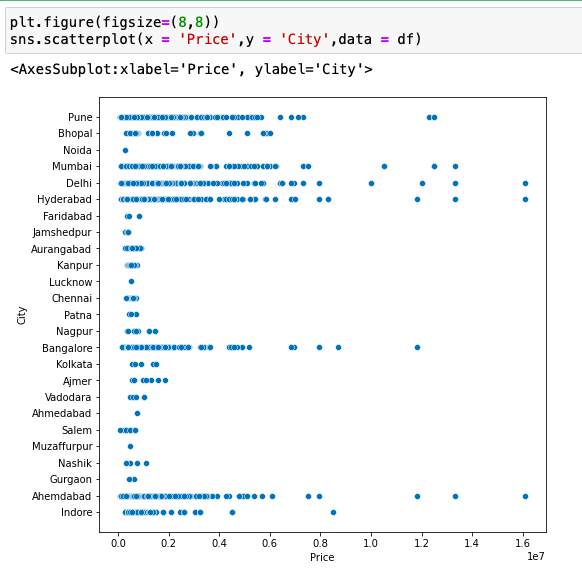 plt.figure(figsize=(8,8))
sns.scatterplot(x = 'Price',y = 'City',data = df)
<AxesSubplot:xlabel='Price', ylabel='City'>
Pune
Bhopal
Noida
Mumbai
Delhi
Hyderabad
Faridabad
Jamshedpur
Aurangabad
Kanpur
Lucknow
Chennai
Patna
Nagpur
Bangalore
Kolkata
Ajmer
Vadodara
Ahmedabad
Salem
Muzaffurpur
Nashik
Gurgaon
Ahemdabad
Indore
City
0.0 0.2 0.4 0.6 0.8 1.0 1.2 1.4 1.6
Price
1e7